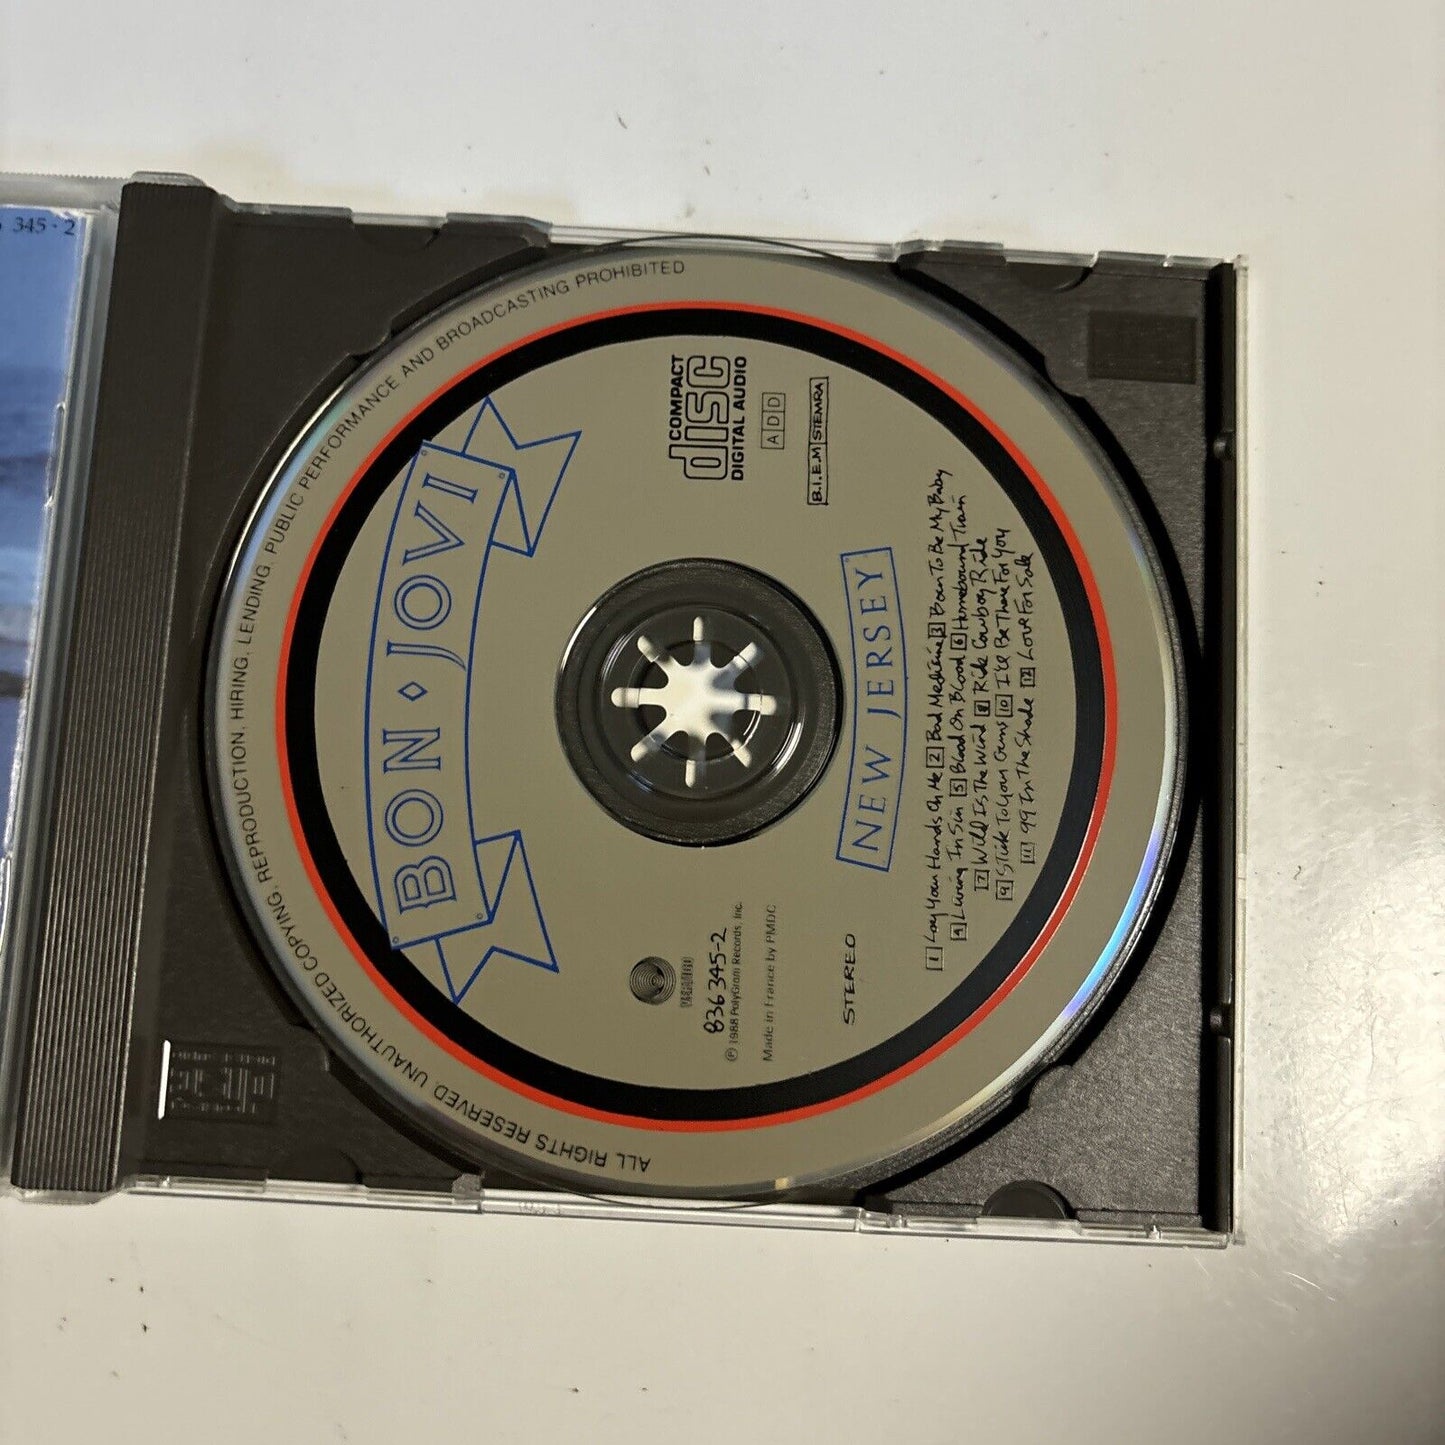 345·2
BON ◊ JOVI
COMPACT
disc
DIGITAL AUDIO
ADD
B.I.E.M STEMRA
VERTIGO
836 345-2
℗ 1988 PolyGram Records, Inc.
Made in France by PMDC
STEREO
NEW JERSEY
1 Lay Your Hands On Me 2 Bad Medicine 3 Born To Be My Baby
4 Living In Sin 5 Blood On Blood 6 Homebound Train
7 Wild Is The Wind 8 Ride Cowboy Ride
9 Stick To Your Guns 10 I'll Be There For You
11 99 In The Shade 12 Love For Sale
ALL RIGHTS RESERVED. UNAUTHORIZED COPYING, REPRODUCTION, HIRING, LENDING, PUBLIC PERFORMANCE AND BROADCASTING PROHIBITED